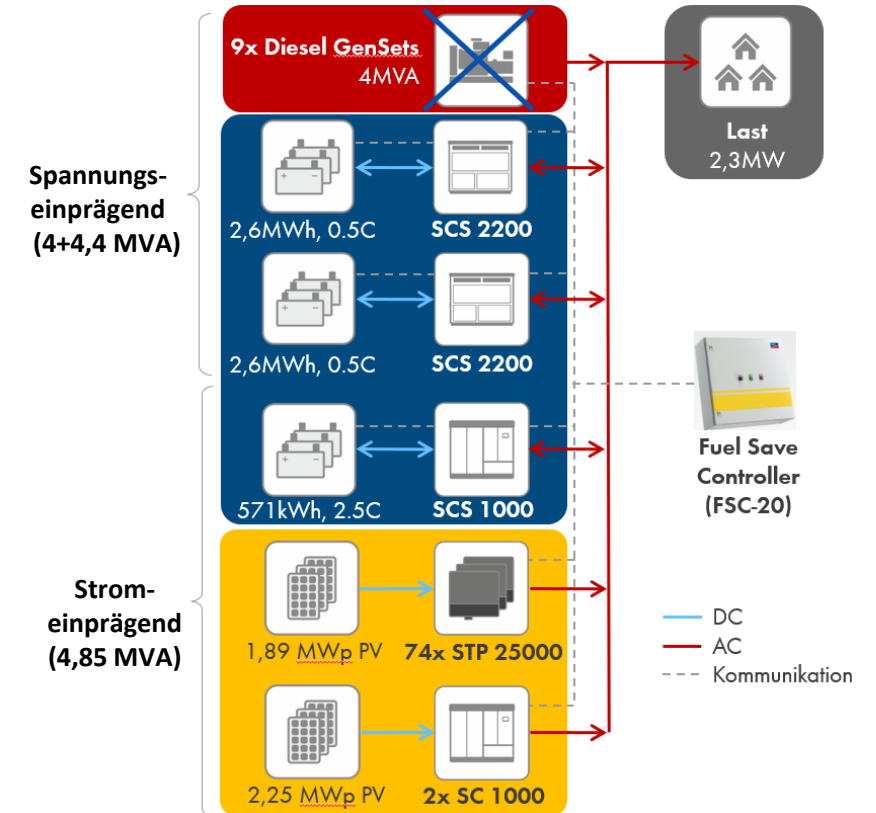 9x Diesel GenSets
4MVA
Last
2,3MW
Spannungs-
einprägend
(4+4,4 MVA)
2,6MWh, 0.5C
SCS 2200
2,6MWh, 0.5C
SCS 2200
Fuel Save
Controller
(FSC-20)
571kWh, 2.5C
SCS 1000
Strom-
einprägend
(4,85 MVA)
1,89 MWp PV
74x STP 25000
2,25 MWp PV
2x SC 1000
DC
AC
Kommunikation